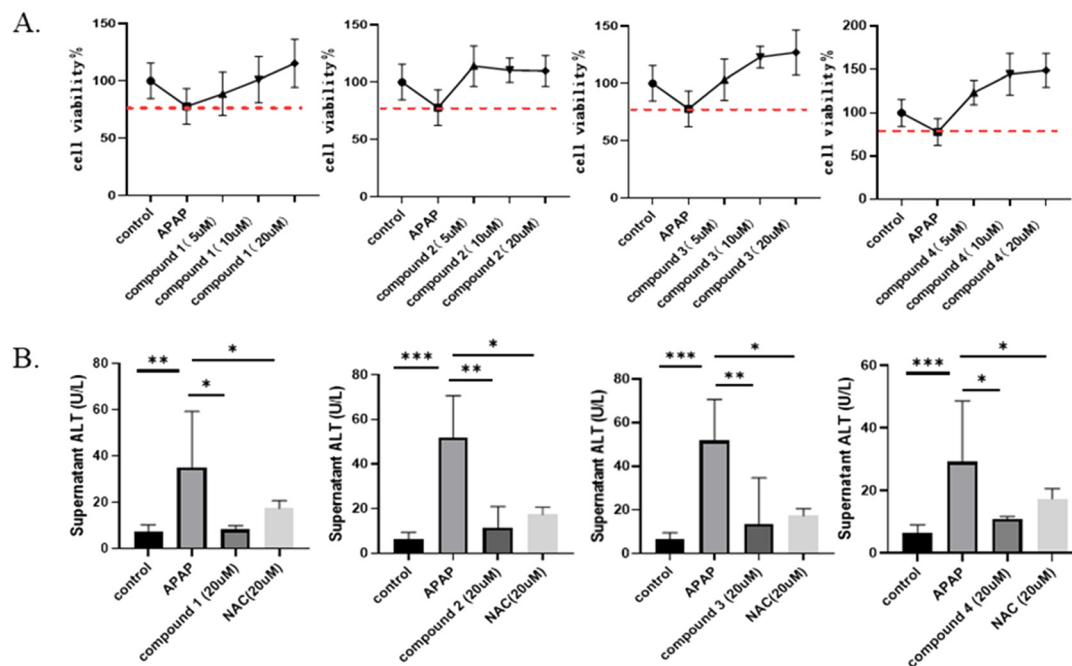 A.
cell viability%
150
100
50
0
control
APAP
compound 1( 5uM)
compound 1( 10uM)
compound 1( 20uM)
cell viability%
150
100
50
0
control
APAP
compound 2( 5uM)
compound 2( 10uM)
compound 2( 20uM)
cell viability%
150
100
50
0
control
APAP
compound 3( 5uM)
compound 3( 10uM)
compound 3( 20uM)
cell viability%
200
150
100
50
0
control
APAP
compound 4( 5uM)
compound 4( 10uM)
compound 4( 20uM)
B.
Supernatant ALT (U/L)
80
60
40
20
0
**
*
*
control
APAP
compound 1 (20uM)
NAC(20uM)
Supernatant ALT (U/L)
80
60
40
20
0
***
*
**
control
APAP
compound 2 (20uM)
NAC(20uM)
Supernatant ALT (U/L)
80
60
40
20
0
***
*
**
control
APAP
compound 3 (20uM)
NAC(20uM)
Supernatant ALT (U/L)
60
40
20
0
***
*
*
control
APAP
compound 4 (20uM)
NAC (20uM)